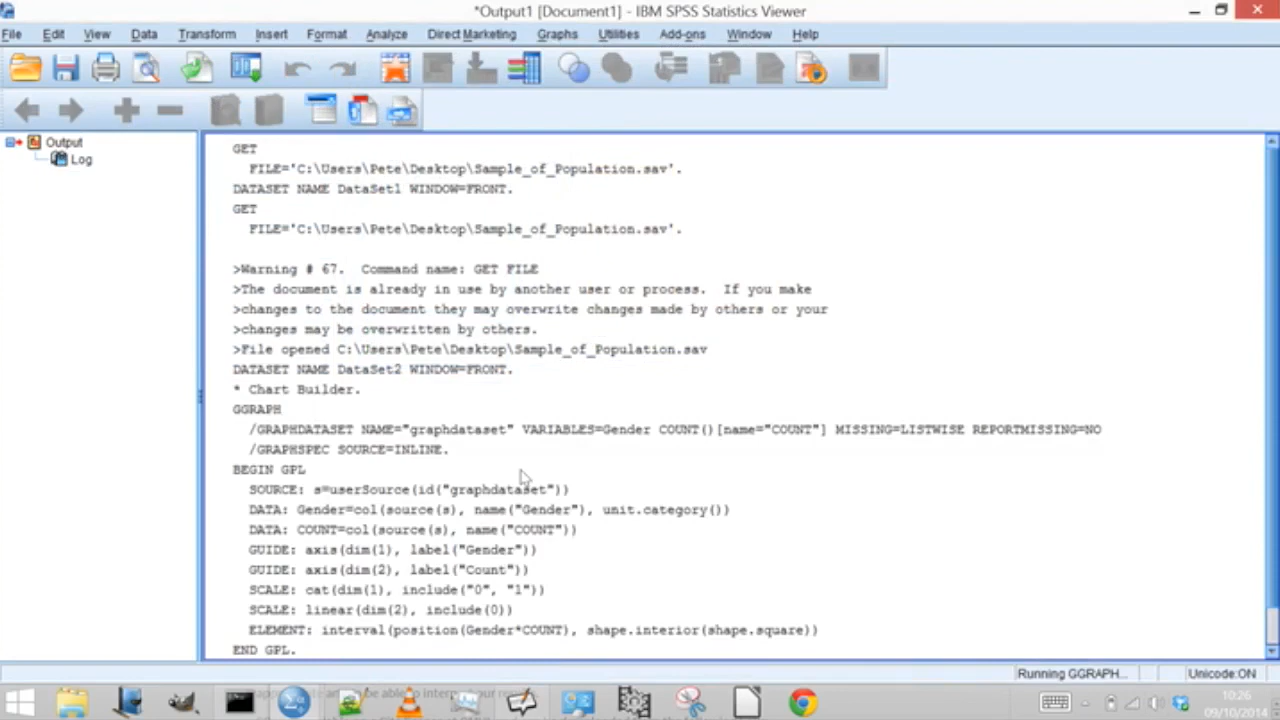 *Output1 [Document1] - IBM SPSS Statistics Viewer
File Edit View Data Transform Insert Format Analyze Direct Marketing Graphs Utilities Add-ons Window Help
Output
Log
GET
FILE='C:\Users\Pete\Desktop\Sample_of_Population.sav'.
DATASET NAME DataSet1 WINDOW=FRONT.
GET
FILE='C:\Users\Pete\Desktop\Sample_of_Population.sav'.
>Warning # 67.  Command name: GET FILE
>The document is already in use by another user or process.  If you make
>changes to the document they may overwrite changes made by others or your
>changes may be overwritten by others.
>File opened C:\Users\Pete\Desktop\Sample_of_Population.sav
DATASET NAME DataSet2 WINDOW=FRONT.
* Chart Builder.
GGRAPH
/GRAPHDATASET NAME="graphdataset" VARIABLES=Gender COUNT()[name="COUNT"] MISSING=LISTWISE REPORTMISSING=NO
/GRAPHSPEC SOURCE=INLINE.
BEGIN GPL
SOURCE: s=userSource(id("graphdataset"))
DATA: Gender=col(source(s), name("Gender"), unit.category())
DATA: COUNT=col(source(s), name("COUNT"))
GUIDE: axis(dim(1), label("Gender"))
GUIDE: axis(dim(2), label("Count"))
SCALE: cat(dim(1), include("0", "1"))
SCALE: linear(dim(2), include(0))
ELEMENT: interval(position(Gender*COUNT), shape.interior(shape.square))
END GPL.
Running GGRAPH... Unicode:ON
10:26
09/10/2014